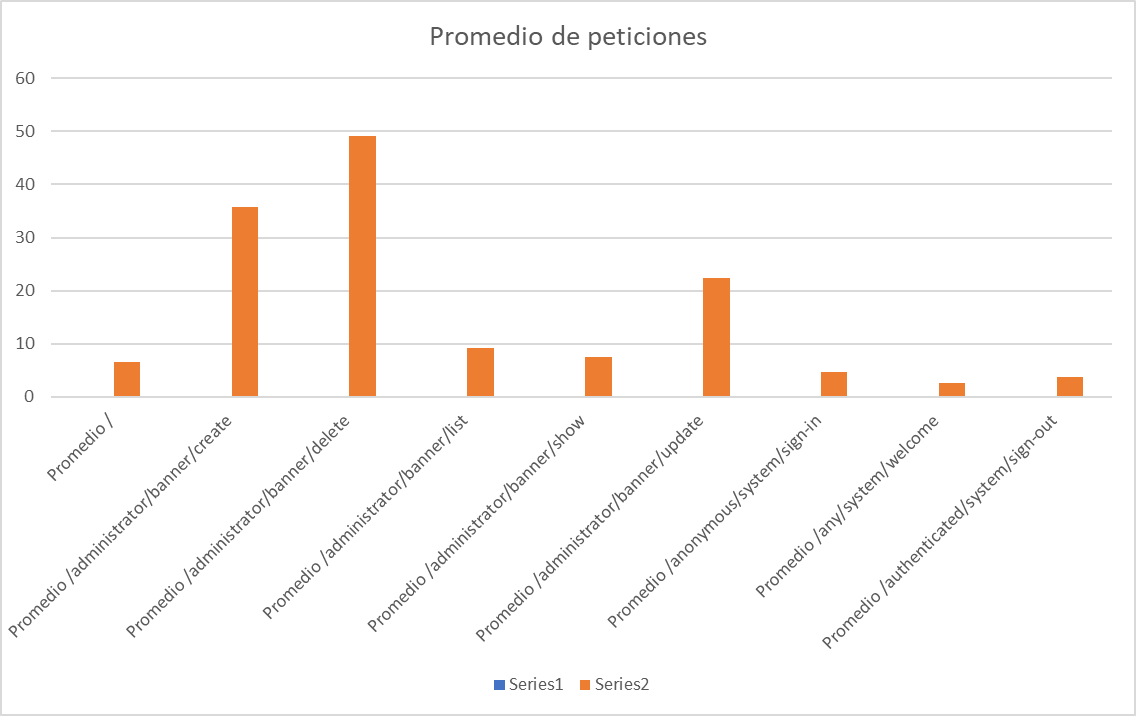 Promedio de peticiones
60
50
40
30
20
10
0
Promedio /
Promedio /administrator/banner/create
Promedio /administrator/banner/delete
Promedio /administrator/banner/list
Promedio /administrator/banner/show
Promedio /administrator/banner/update
Promedio /anonymous/system/sign-in
Promedio /any/system/welcome
Promedio /authenticated/system/sign-out
Series1 Series2